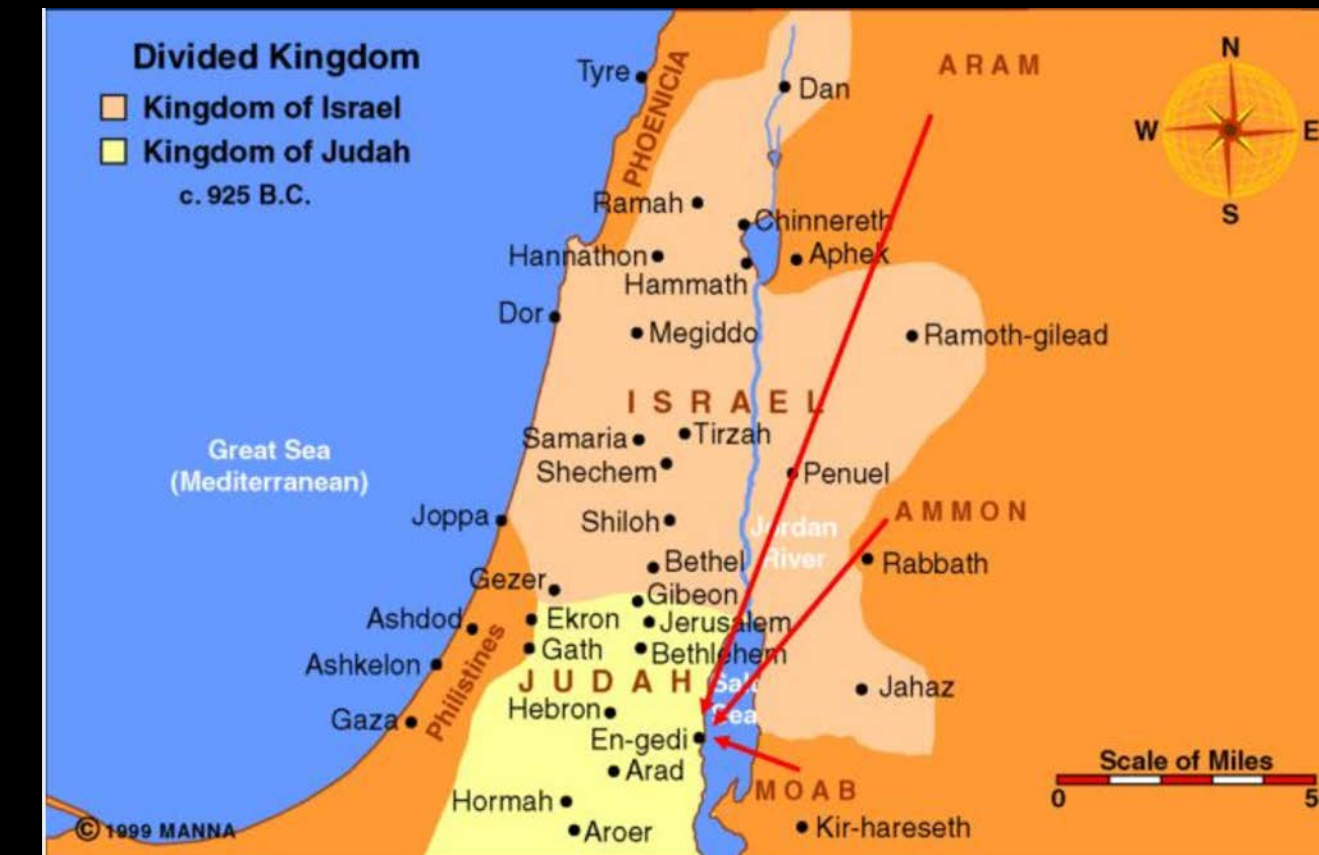 Divided Kingdom
Kingdom of Israel
Kingdom of Judah
c. 925 B.C.
N
W
E
S
ARAM
Tyre
PHOENICIA
Dan
Ramah
Chinnereth
Hannathon
Aphek
Hammath
Dor
Megiddo
Ramoth-gilead
ISRAEL
Samaria
Tirzah
Shechem
Penuel
Great Sea
(Mediterranean)
Joppa
Shiloh
AMMON
Jordan
River
Bethel
Rabbath
Gezer
Gibeon
Ashdod
Ekron
Jerusalem
Gath
Bethlehem
Ashkelon
Philistines
JUDAH
Salt
Sea
Jahaz
Hebron
Gaza
En-gedi
Arad
Scale of Miles
0
5
MOAB
Hormah
Aroer
Kir-hareseth
© 1999 MANNA